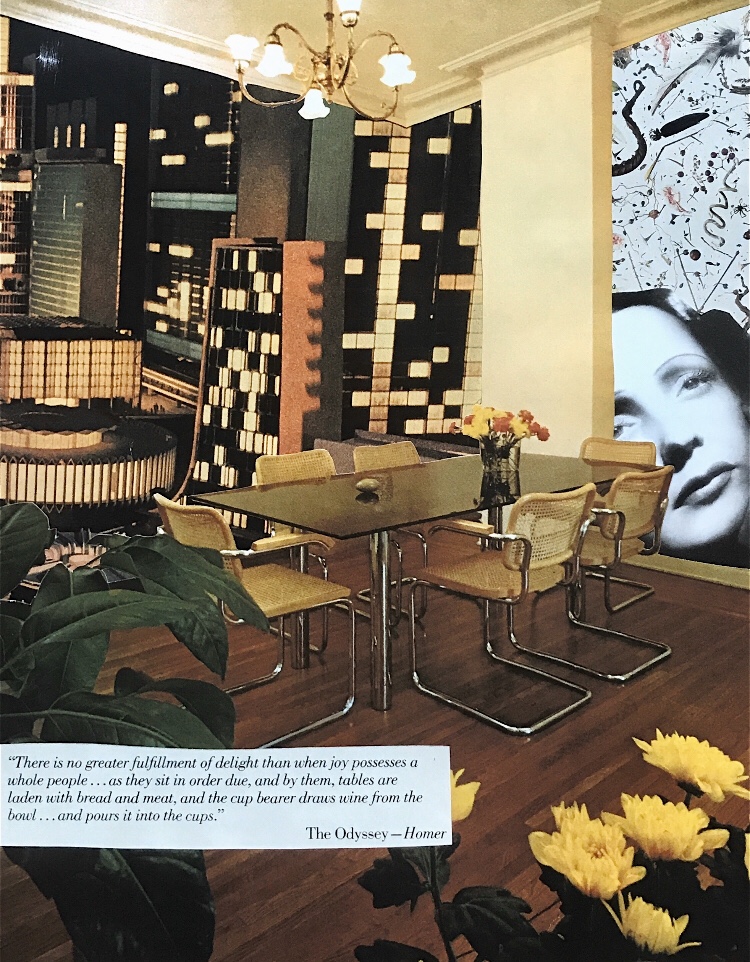 “There is no greater fulfillment of delight than when joy possesses a
whole people . . . as they sit in order due, and by them, tables are
laden with bread and meat, and the cup bearer draws wine from the
bowl . . . and pours it into the cups.”
The Odyssey—Homer